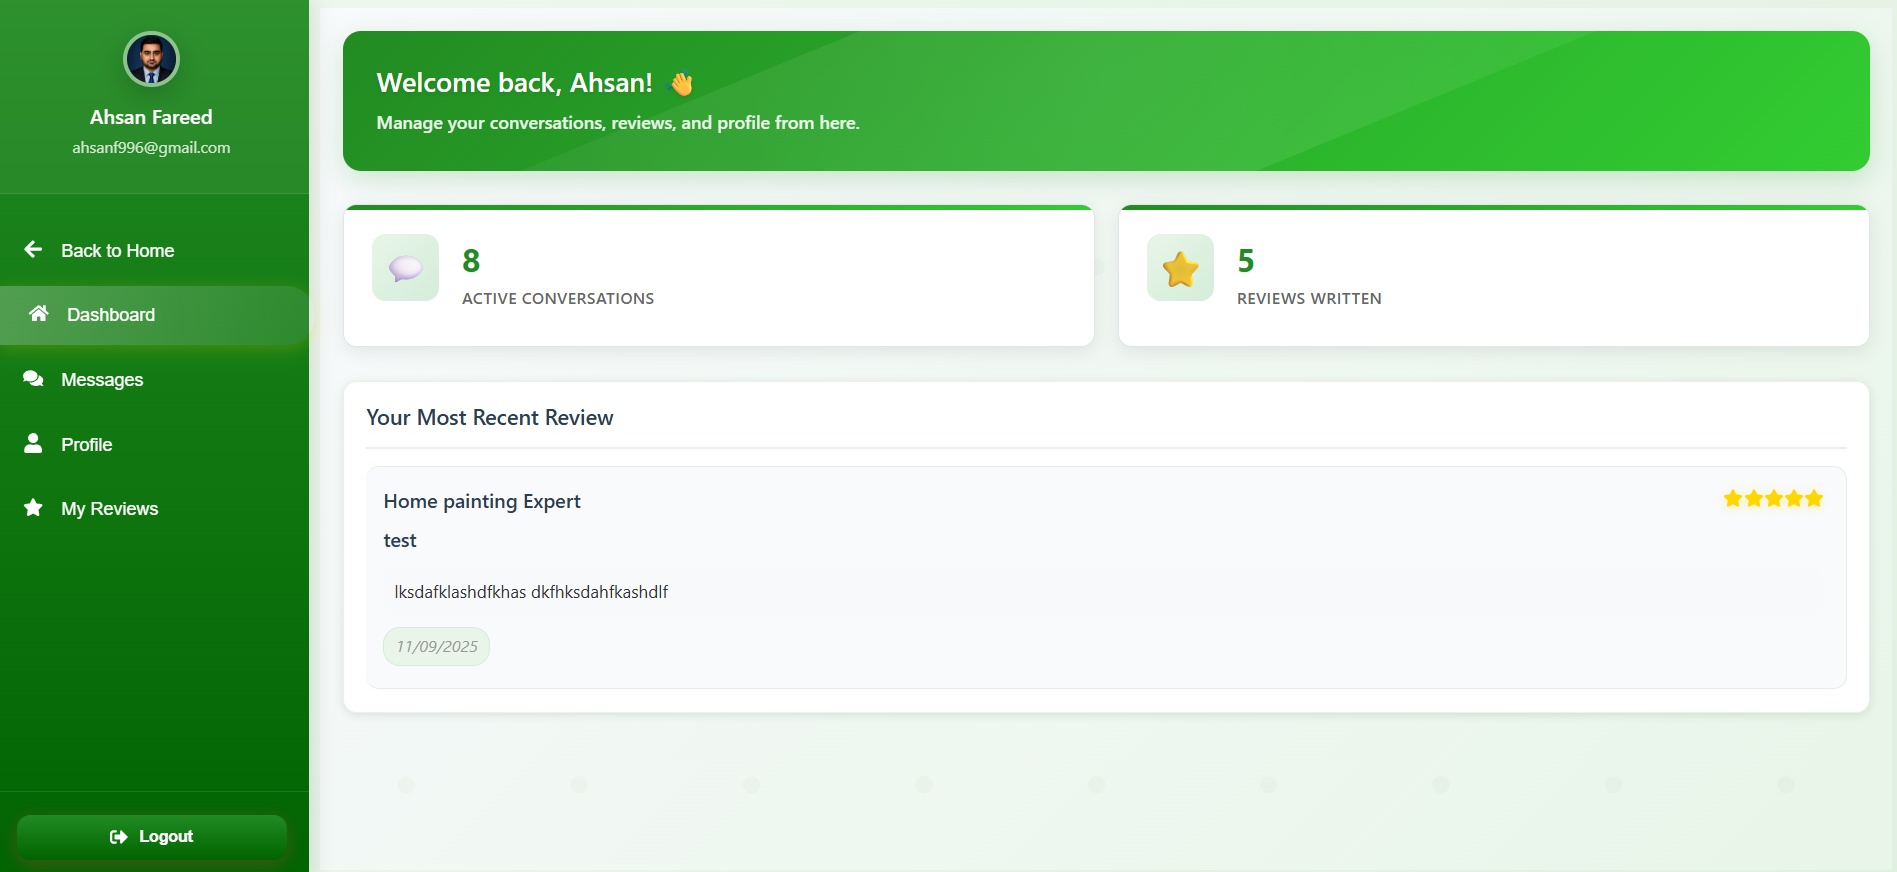 Ahsan Fareed
ahsanf996@gmail.com
Back to Home
Dashboard
Messages
Profile
My Reviews
Logout
Welcome back, Ahsan! 👋
Manage your conversations, reviews, and profile from here.
8
ACTIVE CONVERSATIONS
5
REVIEWS WRITTEN
Your Most Recent Review
Home painting Expert
test
lksdafklashdfkhas dkfhksdahfkashdlf
11/09/2025